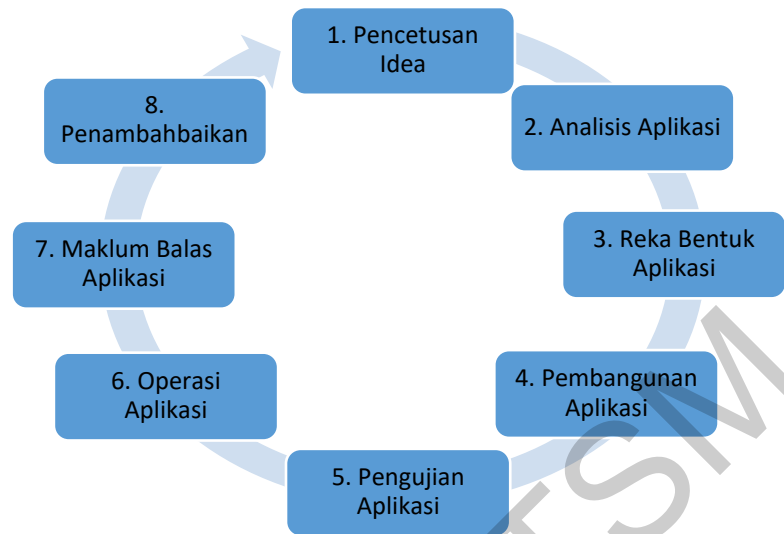 1. Pencetusan
Idea
2. Analisis Aplikasi
3. Reka Bentuk
Aplikasi
4. Pembangunan
Aplikasi
5. Pengujian
Aplikasi
6. Operasi
Aplikasi
7. Maklum Balas
Aplikasi
8.
Penambahbaikan
TSM